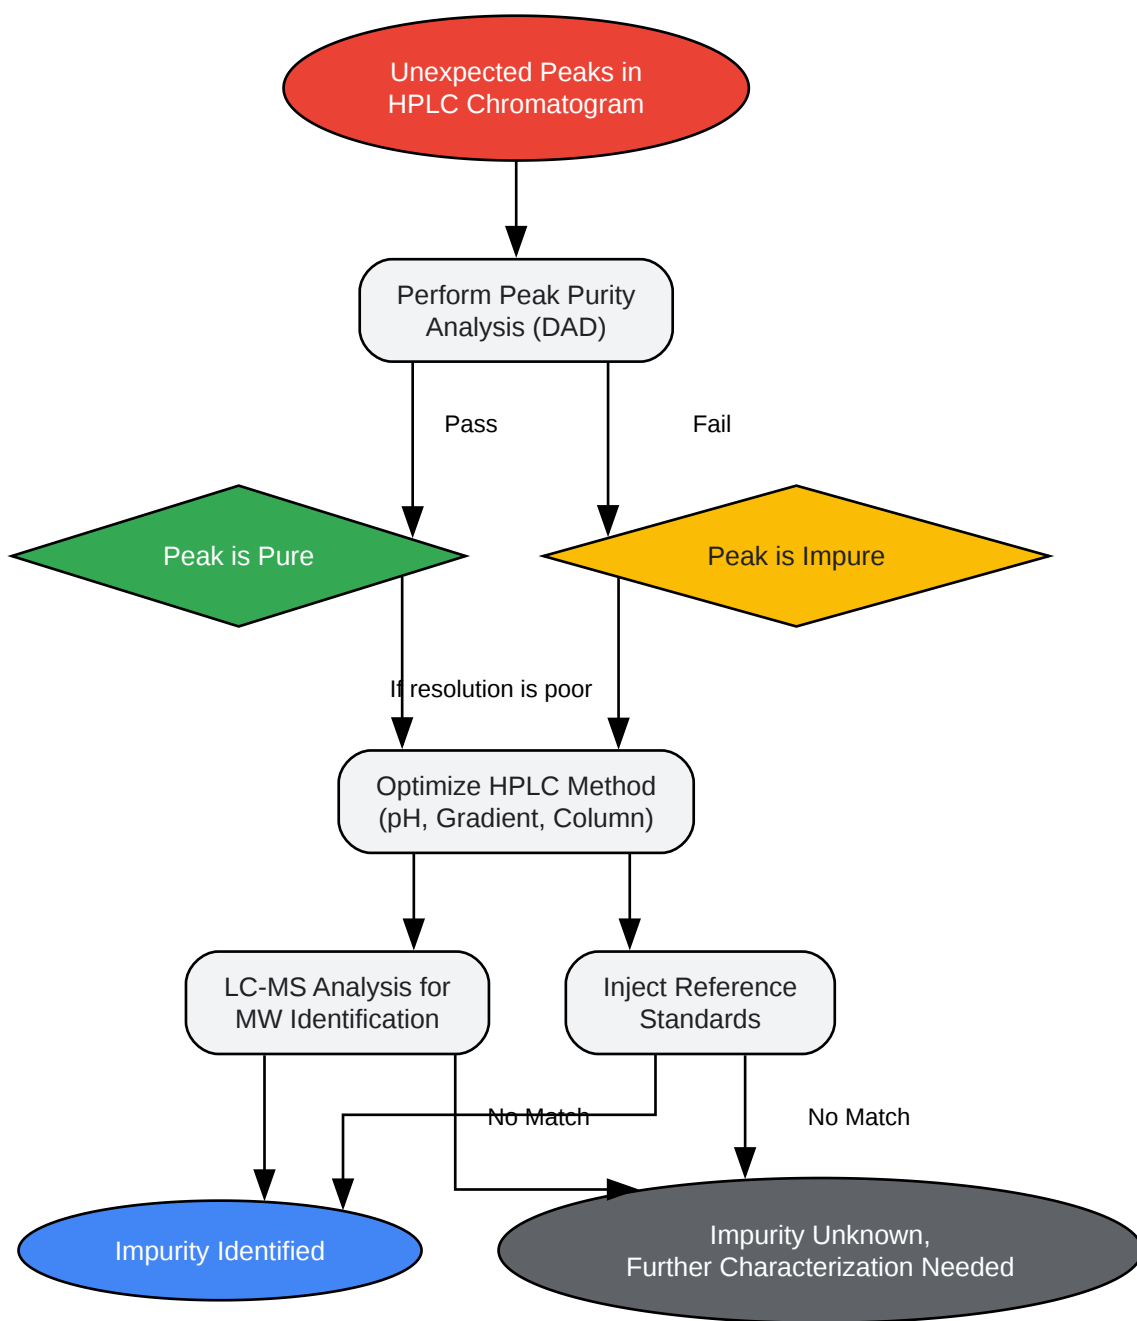 Unexpected Peaks in
HPLC Chromatogram
Perform Peak Purity
Analysis (DAD)
Pass
Fail
Peak is Pure
Peak is Impure
If resolution is poor
Optimize HPLC Method
(pH, Gradient, Column)
LC-MS Analysis for
MW Identification
Inject Reference
Standards
No Match
No Match
Impurity Identified
Impurity Unknown,
Further Characterization Needed